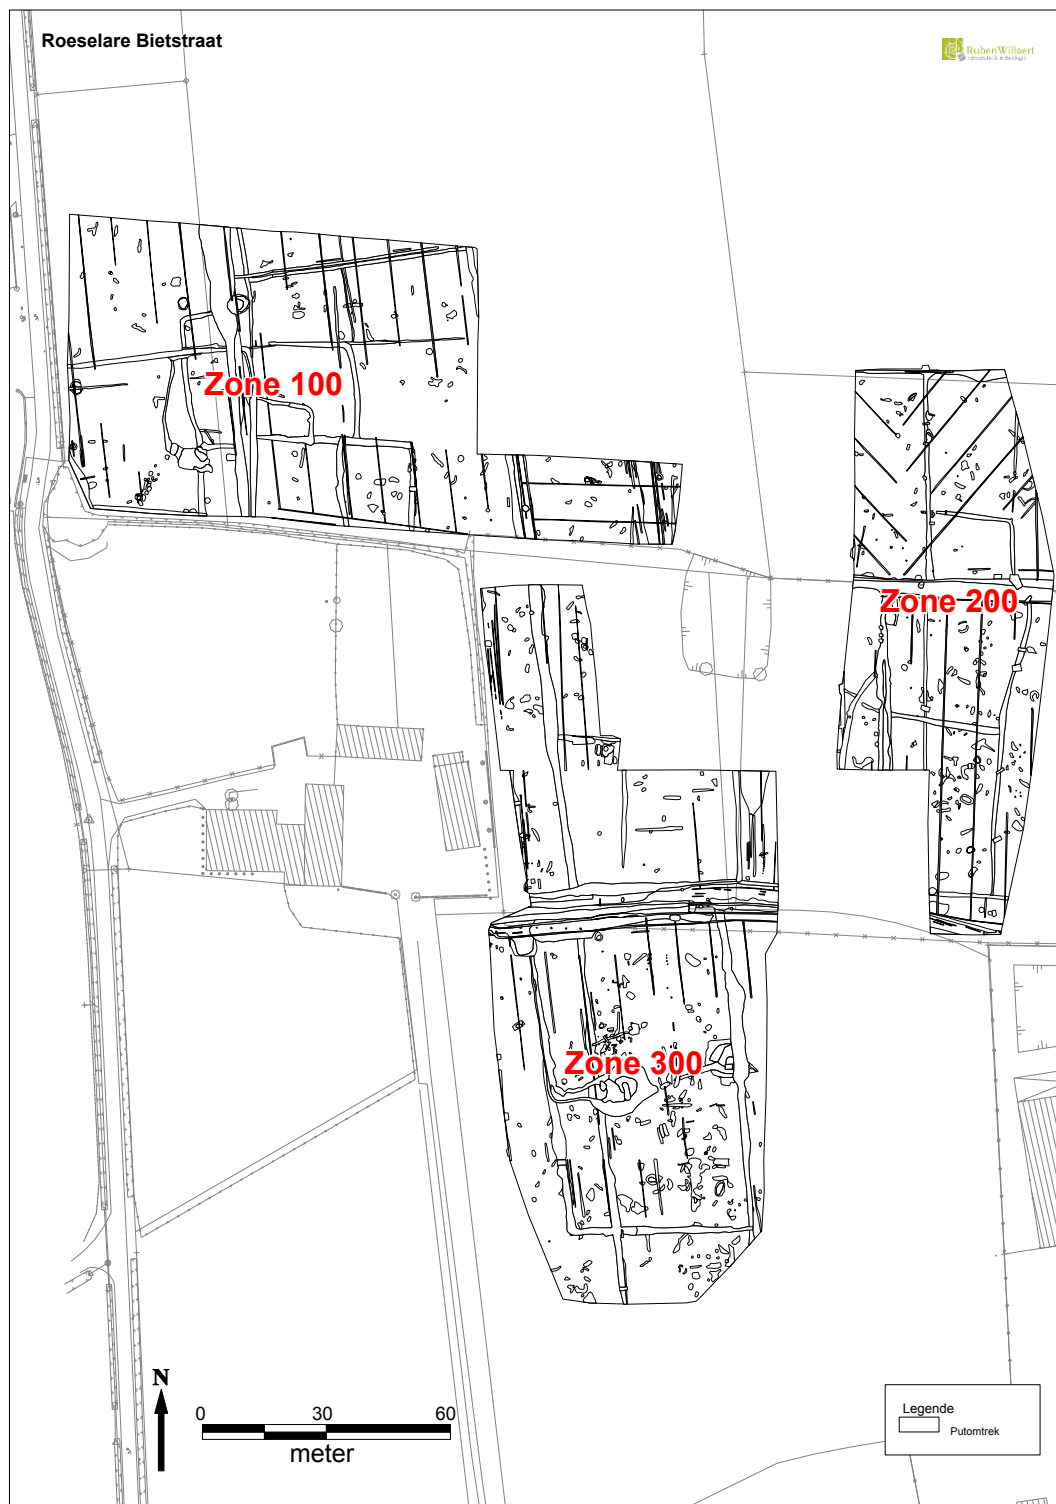 Roeselare Bietstraat
RubenWillaert
Zone 100
Zone 200
Zone 300
N
0 30 60
meter
Legende
Putomtrek